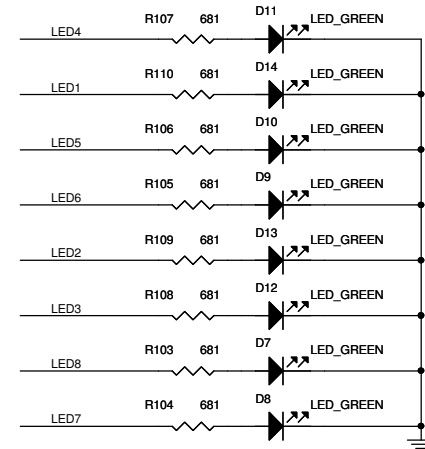 R107 681 D11 LED_GREEN
LED4
R110 681 D14 LED_GREEN
LED1
R106 681 D10 LED_GREEN
LED5
R105 681 D9 LED_GREEN
LED6
R109 681 D13 LED_GREEN
LED2
R108 681 D12 LED_GREEN
LED3
R103 681 D7 LED_GREEN
LED8
R104 681 D8 LED_GREEN
LED7